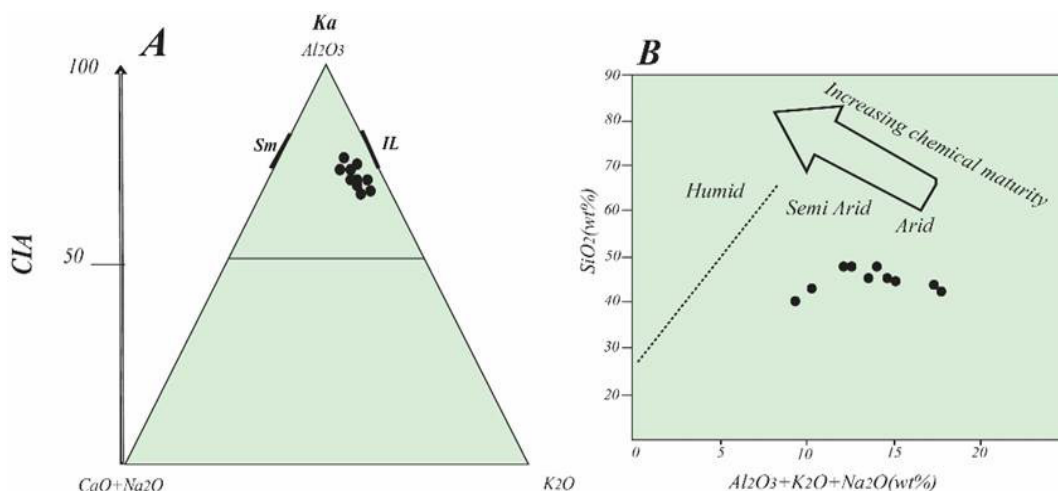 A
Ka
Al2O3
100
Sm
IL
CIA
50
CaO+Na2O
K2O
B
90
80
70
60
50
40
30
20
SiO2(wt%)
Increasing chemical maturity
Humid
Semi Arid
Arid
0
5
10
15
20
Al2O3+K2O+Na2O(wt%)